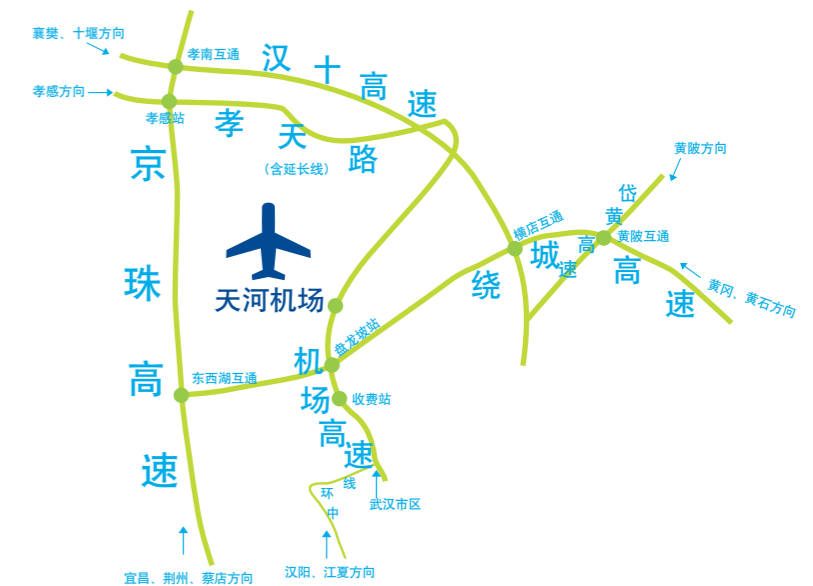 襄樊、十堰方向
孝南互通
汉十高速
孝感方向
孝感站
孝天路
（含延长线）
京珠高速
黄陂方向
岱黄高速
横店互通
黄陂互通
绕城高速
黄冈、黄石方向
天河机场
盘龙坡站
东西湖互通
机场高速
收费站
中环线
武汉市区
汉阳、江夏方向
宜昌、荆州、蔡店方向